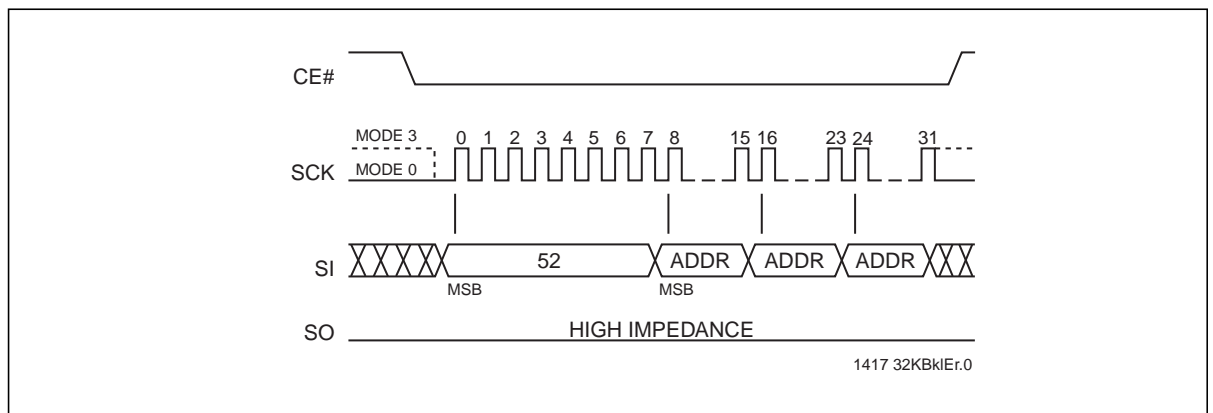 CE#
MODE 3
0 1 2 3 4 5 6 7 8 15 16 23 24 31
SCK
MODE 0
SI
52 ADDR ADDR ADDR
MSB MSB
SO
HIGH IMPEDANCE
1417 32KBklEr.0